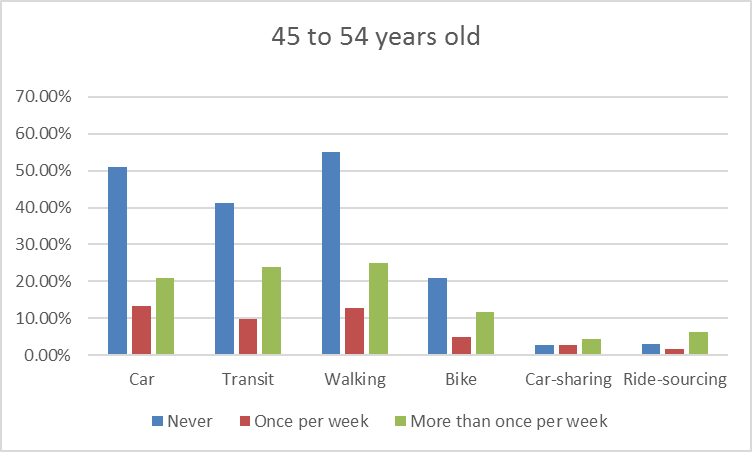 45 to 54 years old
70.00%
60.00%
50.00%
40.00%
30.00%
20.00%
10.00%
0.00%
Car Transit Walking Bike Car-sharing Ride-sourcing
Never Once per week More than once per week